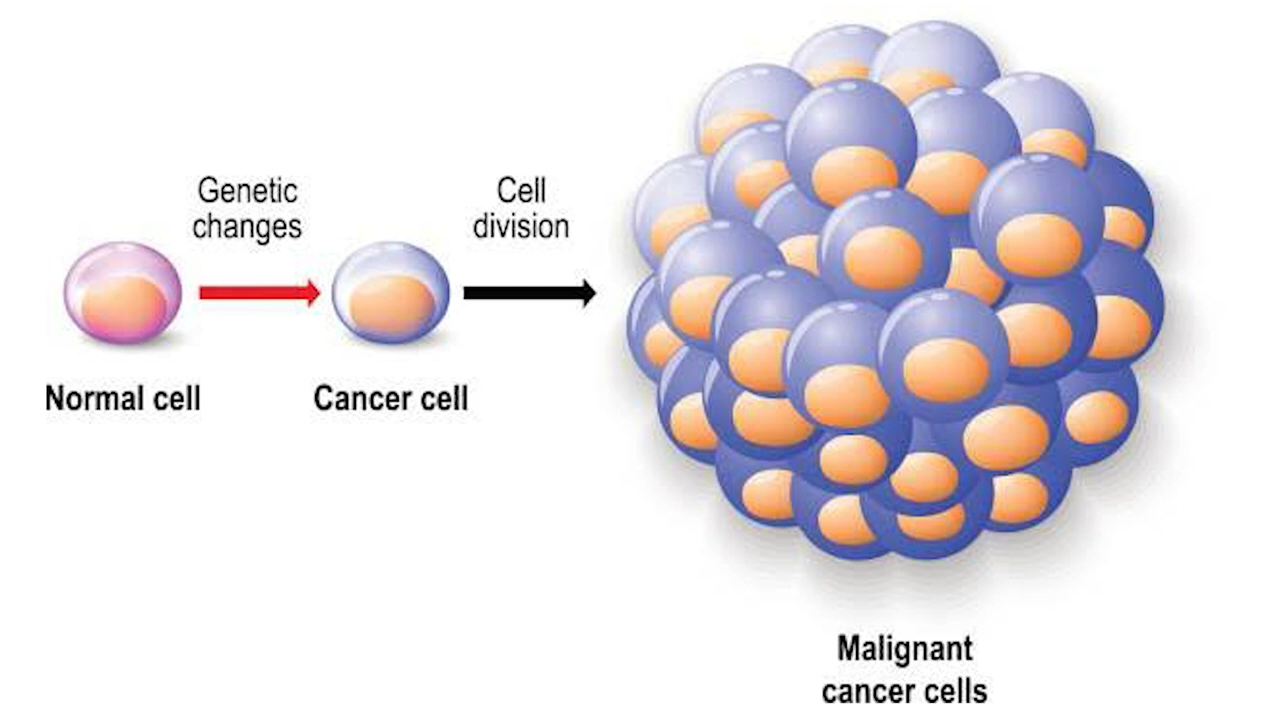 Genetic
changes
Cell
division
Normal cell
Cancer cell
Malignant
cancer cells